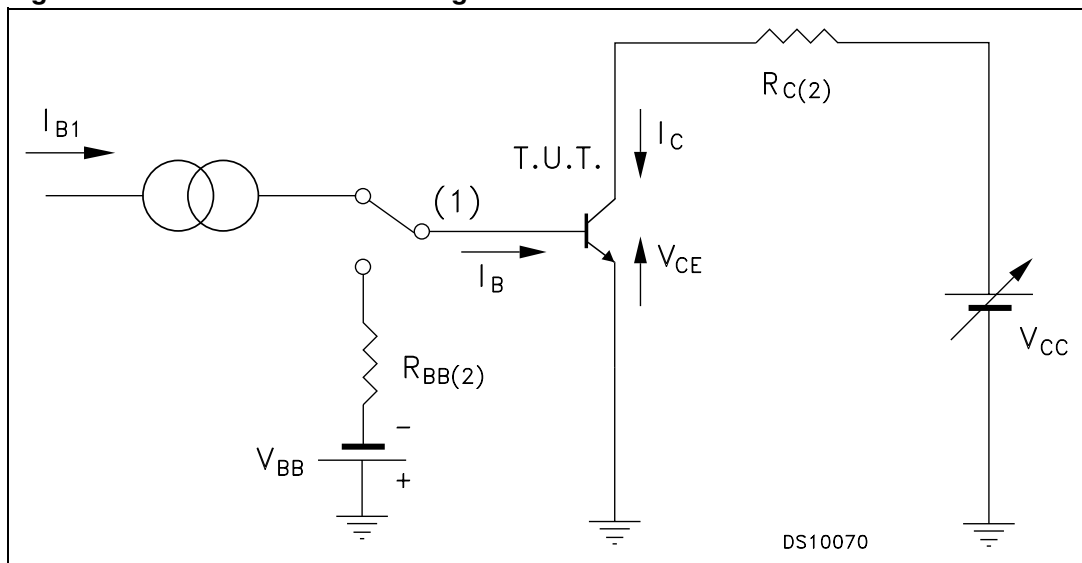 R_C(2)
I_B1
I_C
T.U.T.
(1)
V_CE
I_B
V_CC
R_BB(2)
−
V_BB
+
DS10070